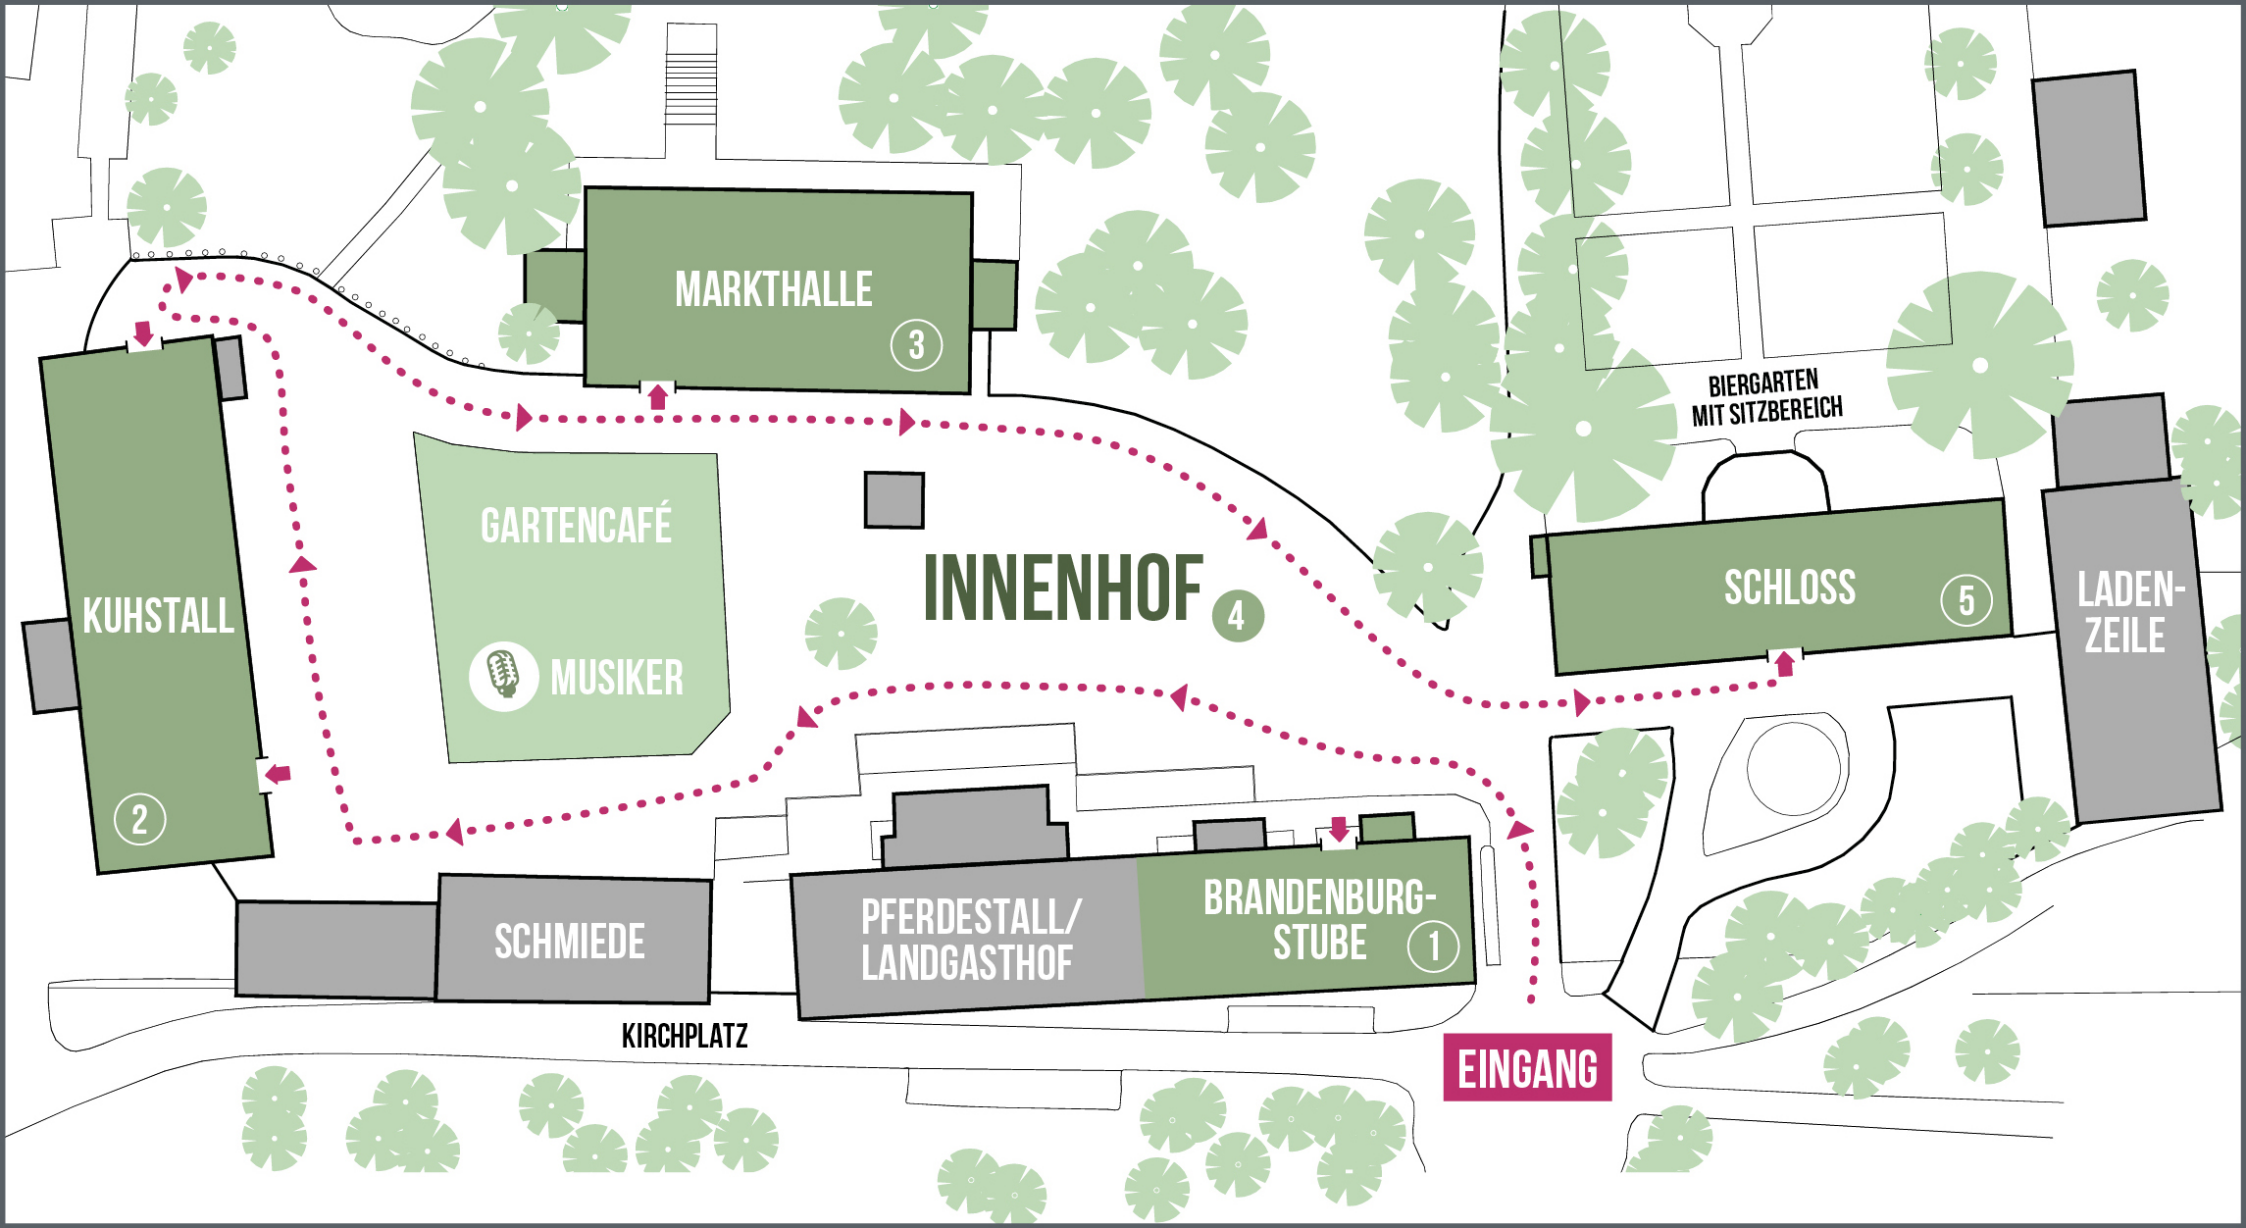 MARKTHALLE
3
BIERGARTEN
MIT SITZBEREICH
GARTENCAFÉ
INNENHOF
4
KUHSTALL
2
MUSIKER
SCHLOSS
5
LADEN-
ZEILE
SCHMIEDE
PFERDESTALL/
LANDGASTHOF
BRANDENBURG-
STUBE
1
KIRCHPLATZ
EINGANG